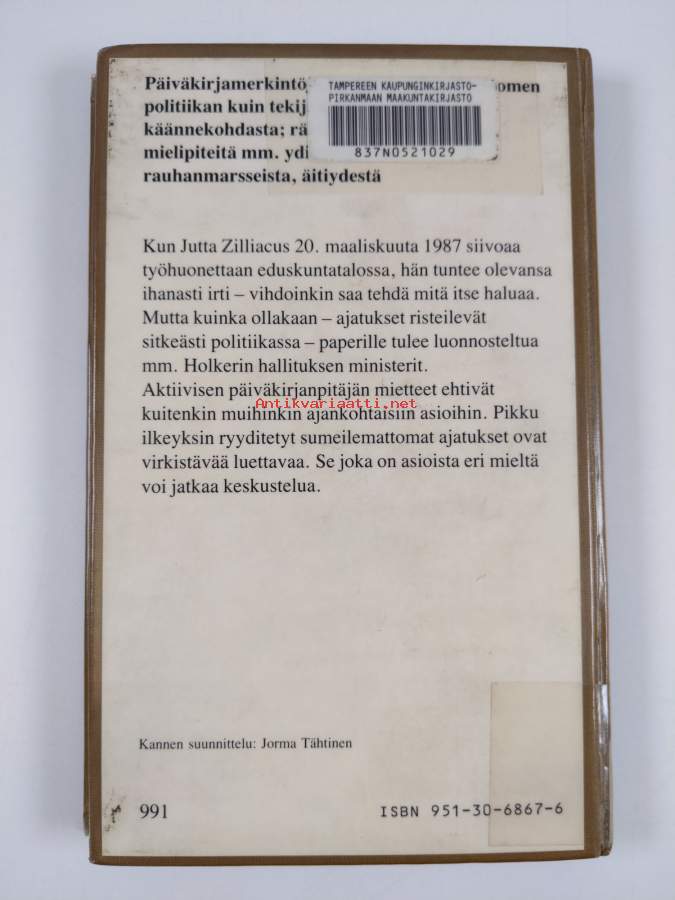 Päiväkirjamerkintö
omen
politiikan kuin tekij
käännekohdasta; rä
mielipiteitä mm. ydi
rauhanmarsseista, äitiydestä
TAMPEREEN KAUPUNGINKIRJASTO-
PIRKANMAAN MAAKUNTAKIRJASTO
837N0521029
Kun Jutta Zilliacus 20. maaliskuuta 1987 siivoaa
työhuonettaan eduskuntatalossa, hän tuntee olevansa
ihanasti irti – vihdoinkin saa tehdä mitä itse haluaa.
Mutta kuinka ollakaan – ajatukset risteilevät
sitkeästi politiikassa – paperille tulee luonnosteltua
mm. Holkerin hallituksen ministerit.
Aktiivisen päiväkirjanpitäjän mietteet ehtivät
Antikvariaatti.net
kuitenkin muihinkin ajankohtaisiin asioihin. Pikku
ilkeyksin ryyditetyt sumeilemattomat ajatukset ovat
virkistävää luettavaa. Se joka on asioista eri mieltä
voi jatkaa keskustelua.
Kannen suunnittelu: Jorma Tähtinen
991
ISBN 951-30-6867-6